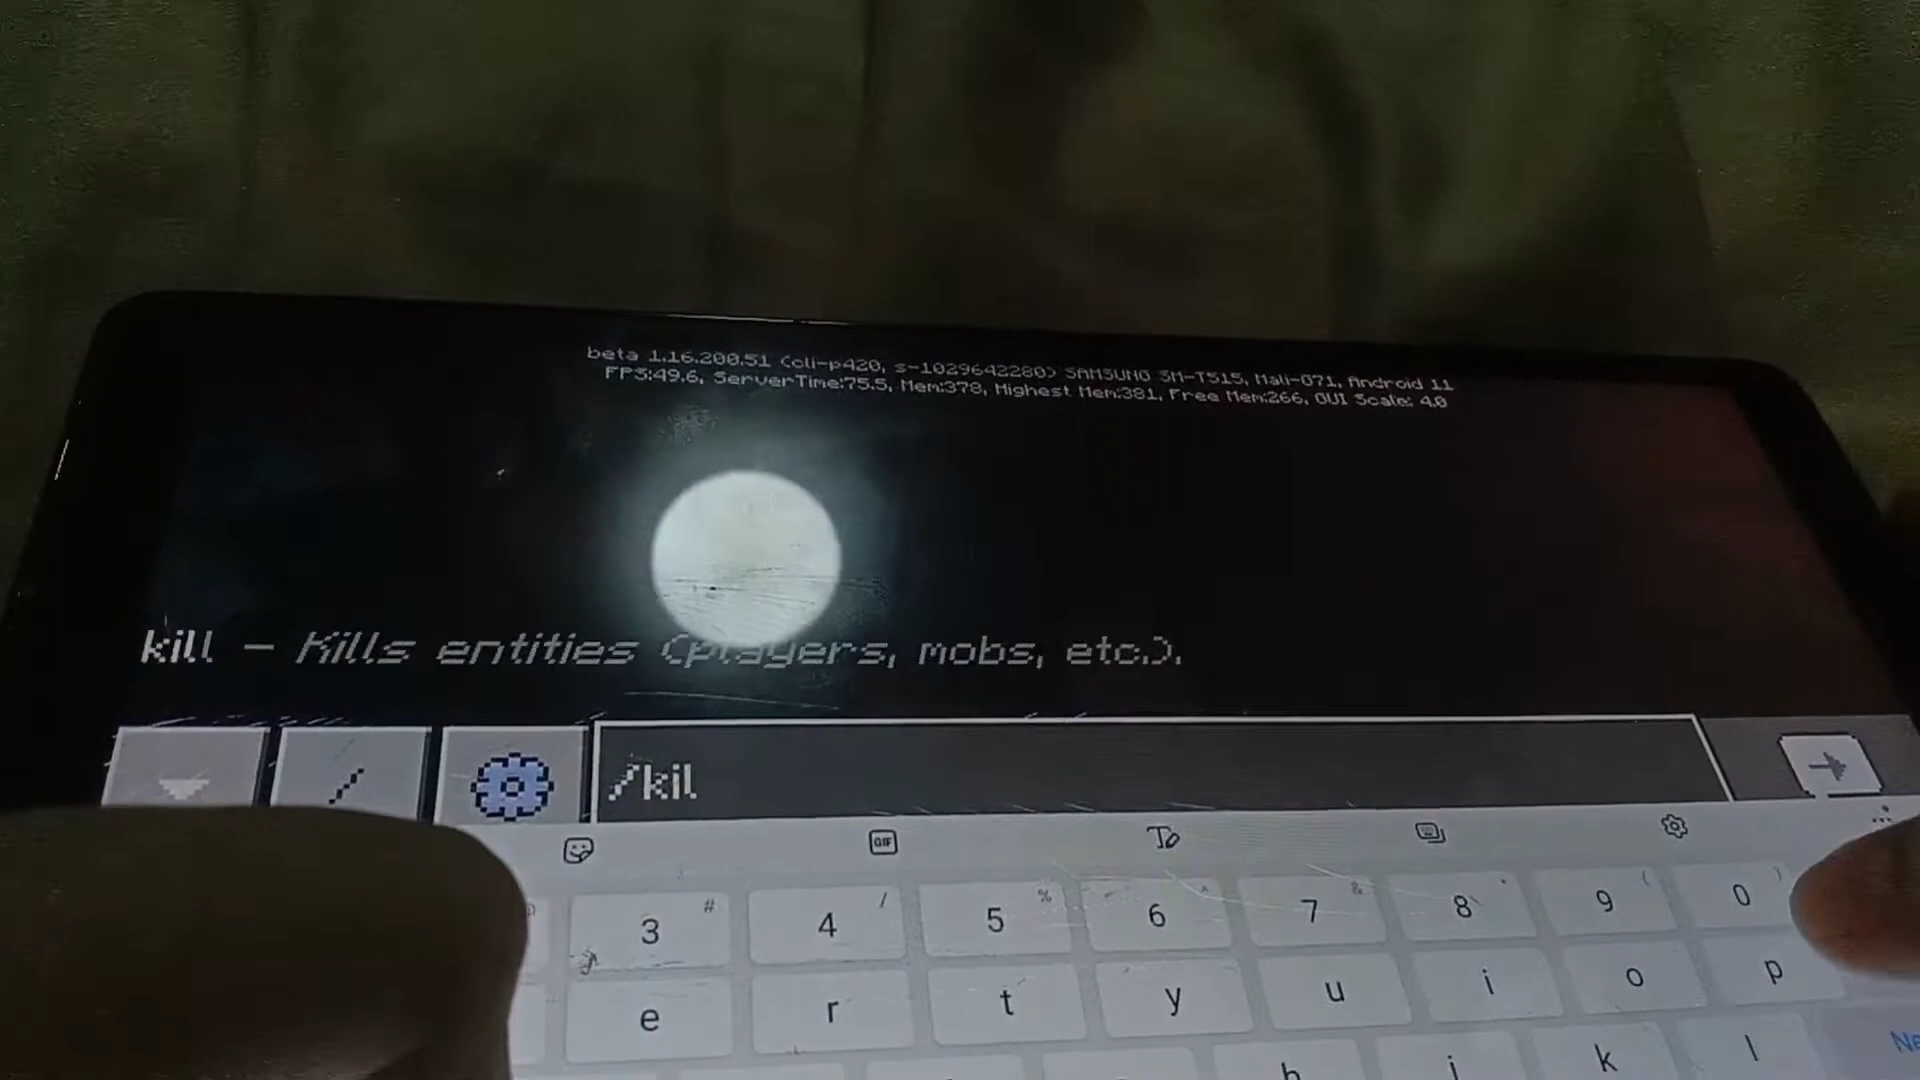 beta 1.16.200.51 (cli-p420, s-1029642280) SAMSUNG SM-T515, Mali-G71, Android 11
FPS:49.6, ServerTime:75.5, Mem:378, Highest Mem:381, Free Mem:266, GUI Scale: 4.0
kill - Kills entities (players, mobs, etc.).
/
/kil
GIF
# / % ^ & * ( )
3 4 5 6 7 8 9 0
e r t y u i o p
h j k l